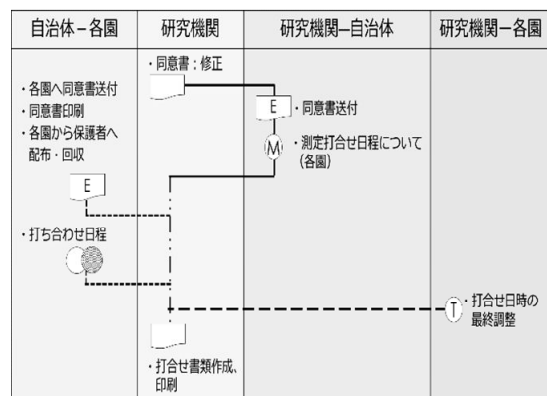 自治体－各園
研究機関
研究機関―自治体
研究機関－各園
・同意書：修正
・各園へ同意書送付
・同意書印刷
・各園から保護者へ
配布・回収
E
・同意書送付
M
・測定打合せ日程について
（各園）
E
・打ち合わせ日程
T
・打合せ日時の
最終調整
・打合せ書類作成、
印刷